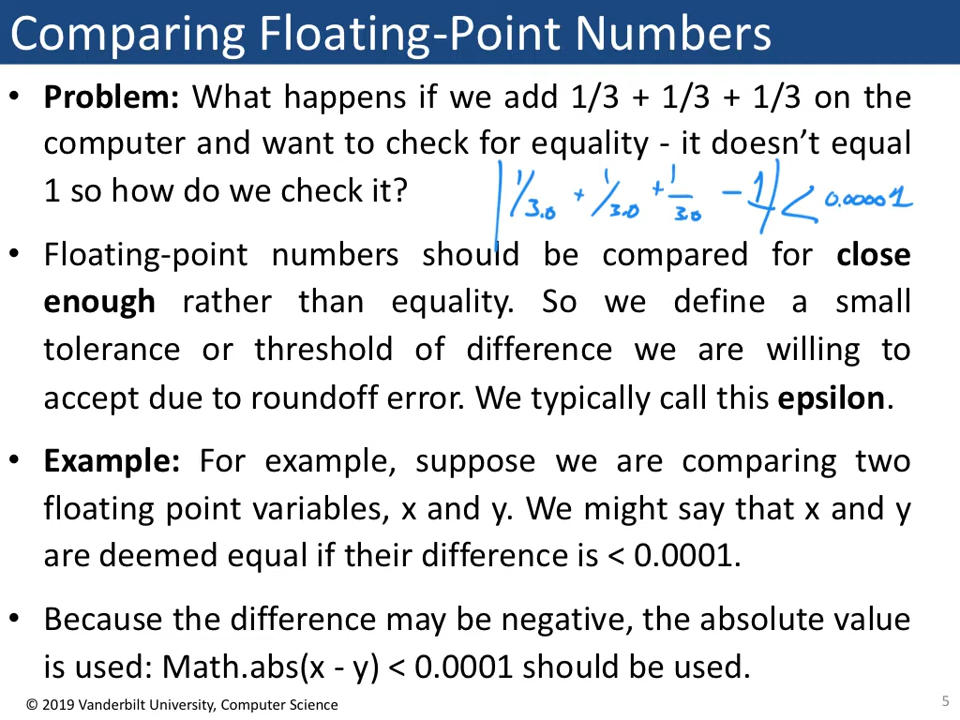 Comparing Floating-Point Numbers
• Problem: What happens if we add 1/3 + 1/3 + 1/3 on the
computer and want to check for equality - it doesn’t equal
1 so how do we check it?
|1/3.0 + 1/3.0 + 1/3.0 - 1| < 0.00001
• Floating-point numbers should be compared for close
enough rather than equality. So we define a small
tolerance or threshold of difference we are willing to
accept due to roundoff error. We typically call this epsilon.
• Example: For example, suppose we are comparing two
floating point variables, x and y. We might say that x and y
are deemed equal if their difference is < 0.0001.
• Because the difference may be negative, the absolute value
is used: Math.abs(x - y) < 0.0001 should be used.
© 2019 Vanderbilt University, Computer Science
5